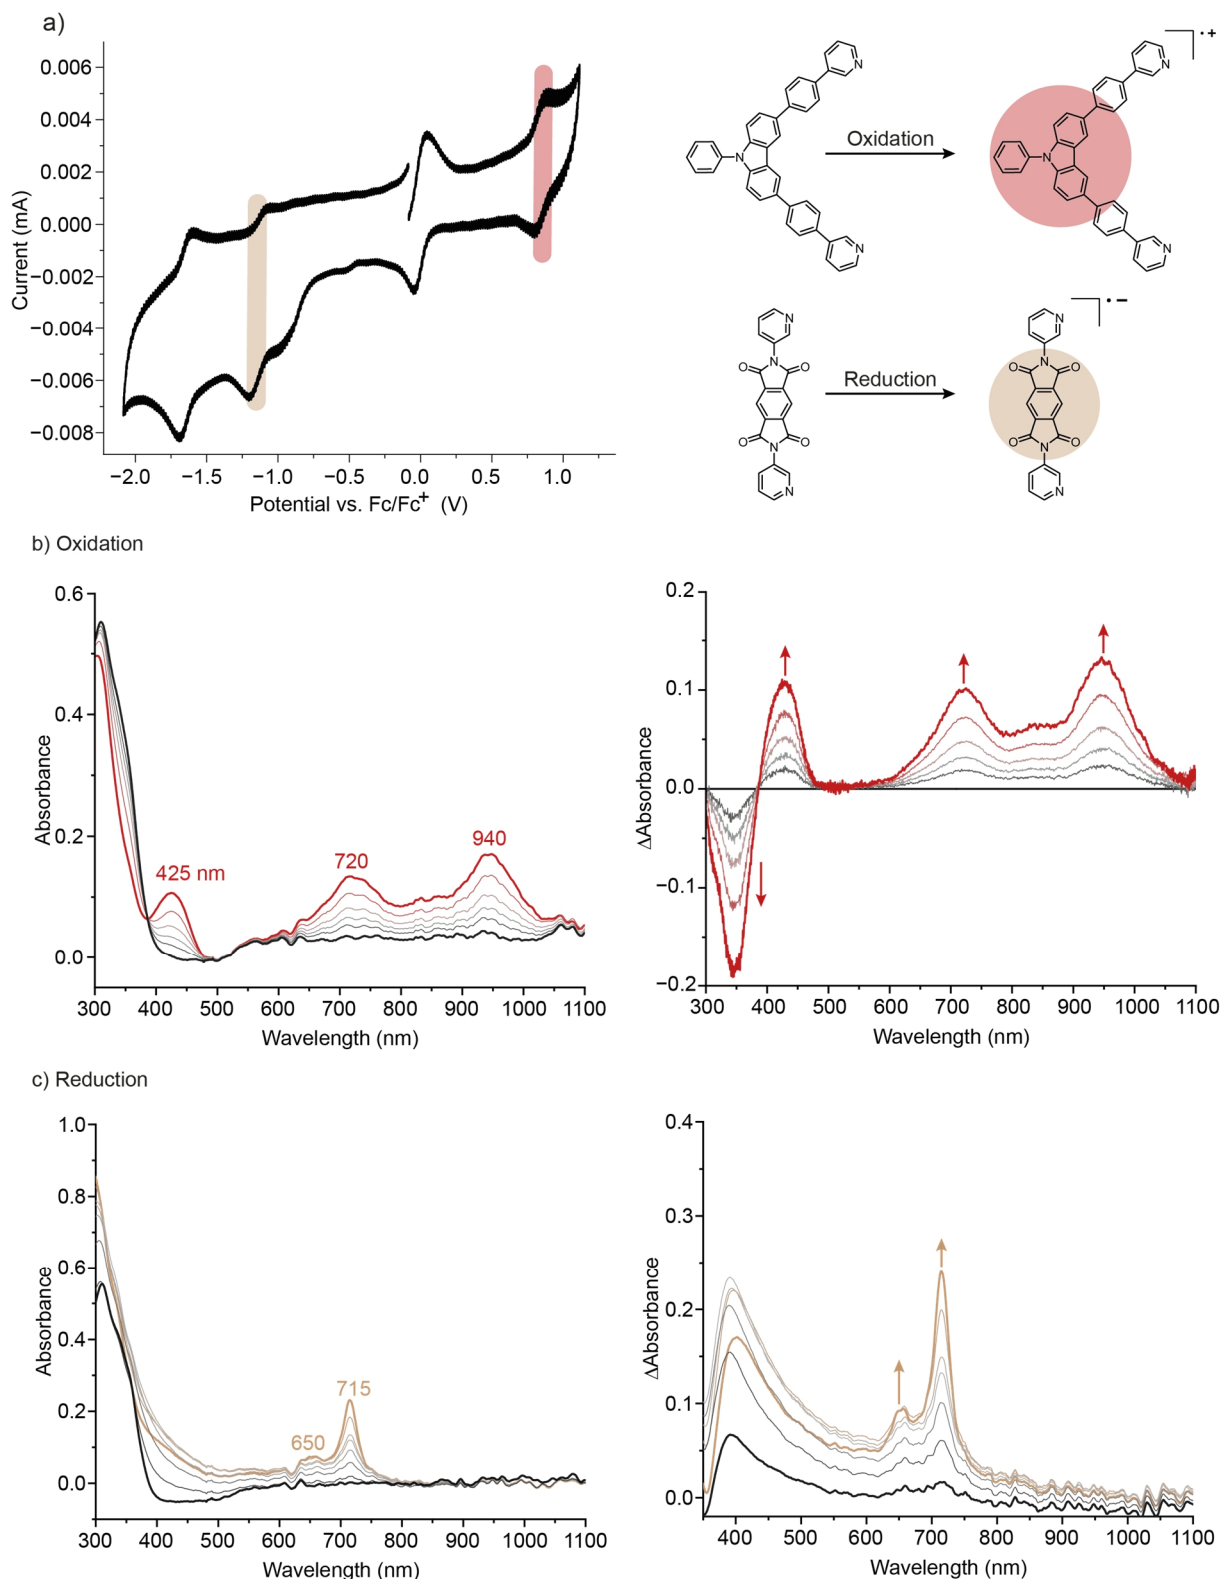 a)
0.006
0.004
0.002
0.000
−0.002
−0.004
−0.006
−0.008
Current (mA)
−2.0 −1.5 −1.0 −0.5 0.0 0.5 1.0
Potential vs. Fc/Fc+ (V)
N
N
N
Oxidation
N
N
N
•+
N
O N O
O N O
N
Reduction
N
O N O
O N O
N
•−
b) Oxidation
0.6
0.4
0.2
0.0
Absorbance
425 nm
720
940
300 400 500 600 700 800 900 1000 1100
Wavelength (nm)
0.2
0.1
0.0
−0.1
−0.2
ΔAbsorbance
300 400 500 600 700 800 900 1000 1100
Wavelength (nm)
c) Reduction
1.0
0.8
0.6
0.4
0.2
0.0
Absorbance
650
715
300 400 500 600 700 800 900 1000 1100
Wavelength (nm)
0.4
0.3
0.2
0.1
0.0
ΔAbsorbance
400 500 600 700 800 900 1000 1100
Wavelength (nm)